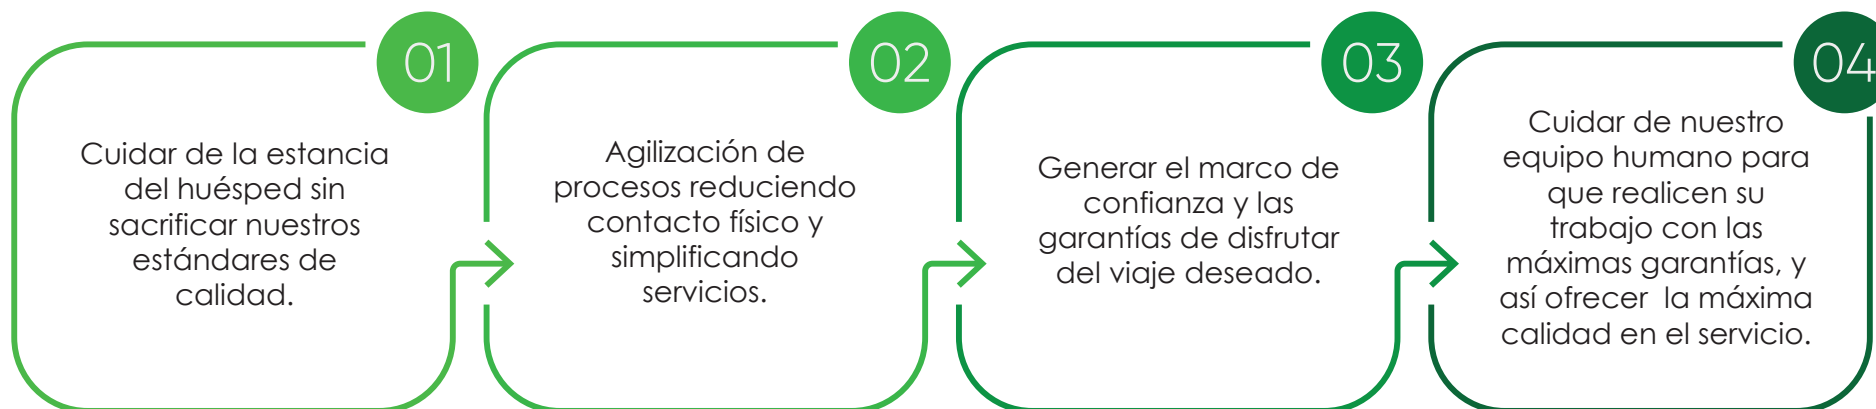 01
Cuidar de la estancia
del huésped sin
sacrificar nuestros
estándares de
calidad.
02
Agilización de
procesos reduciendo
contacto físico y
simplificando
servicios.
03
Generar el marco de
confianza y las
garantías de disfrutar
del viaje deseado.
04
Cuidar de nuestro
equipo humano para
que realicen su
trabajo con las
máximas garantías, y
así ofrecer  la máxima
calidad en el servicio.